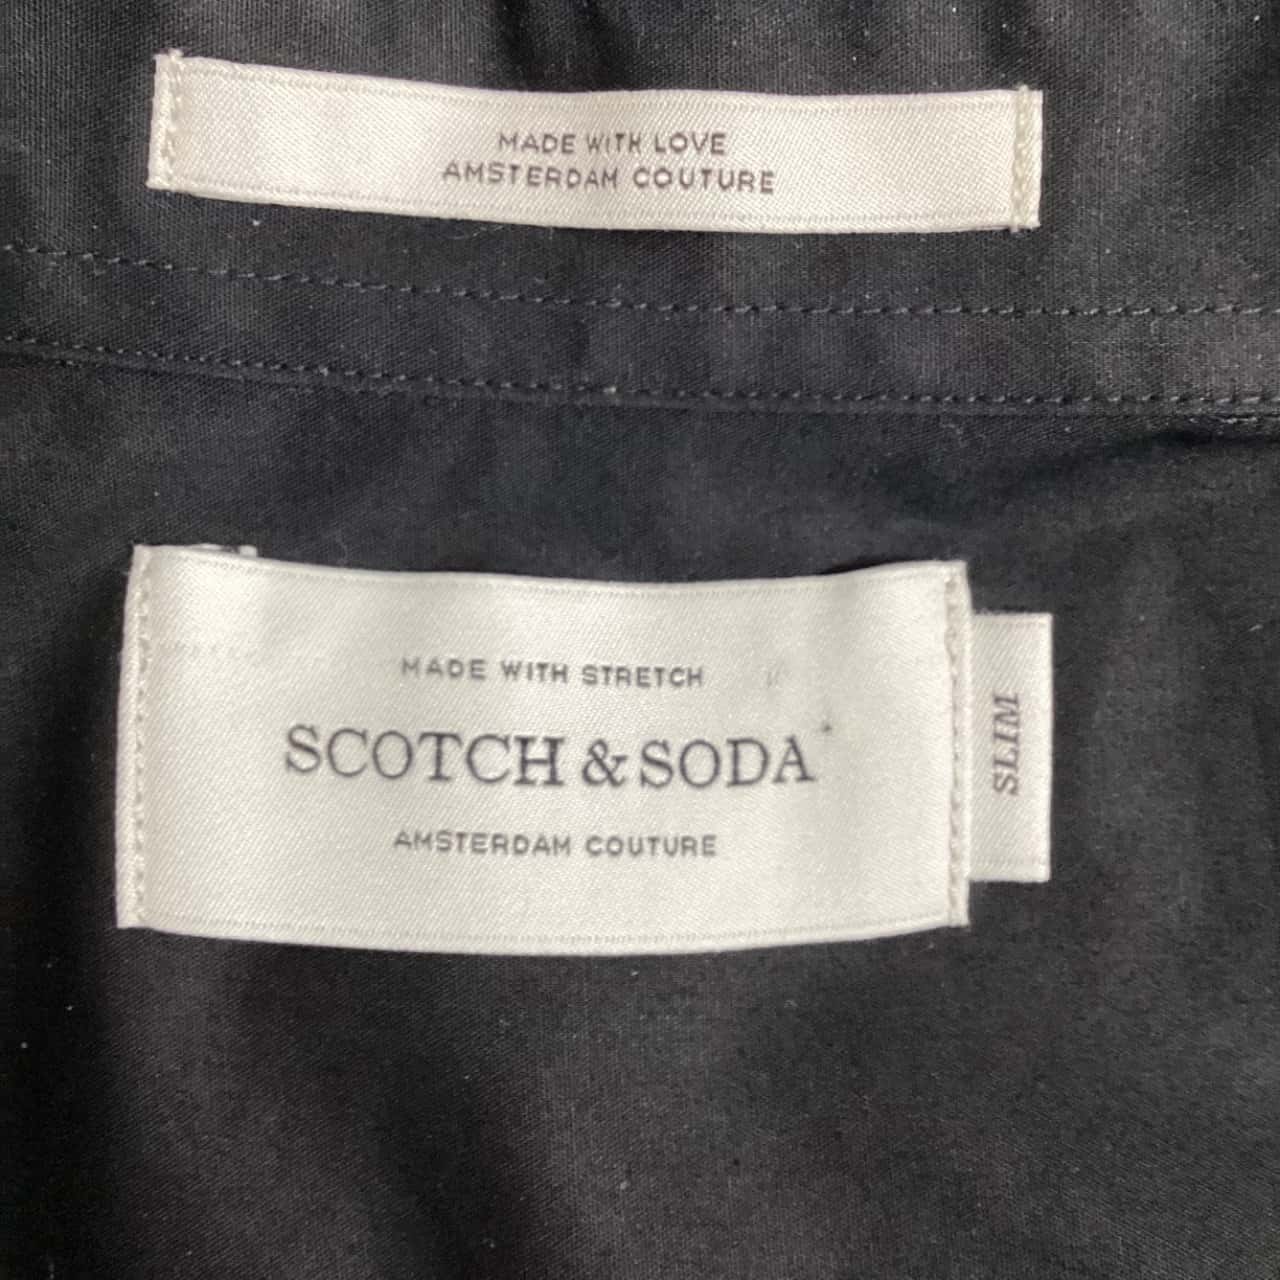 MADE WITH LOVE
AMSTERDAM COUTURE
MADE WITH STRETCH
SCOTCH & SODA
AMSTERDAM COUTURE
SLIM